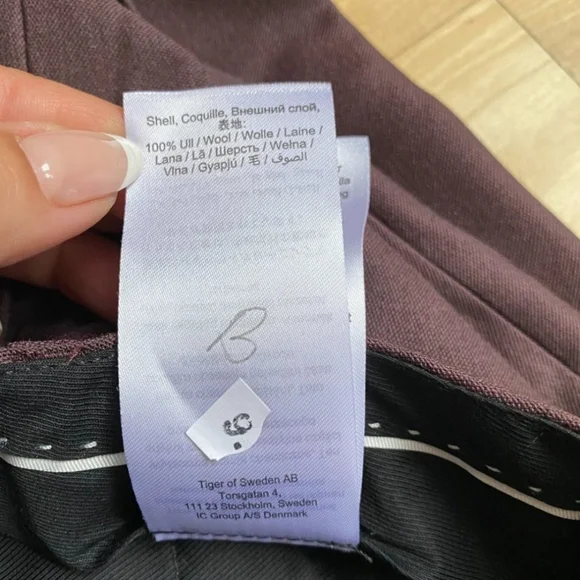 Shell, Coquille, Внешний слой,
表地:
100% Ull / Wool / Wolle / Laine /
Lana / Lã / Шерсть / Wełna /
Vlna / Gyapjú / 毛 / الصوف /
B
9.
Tiger of Sweden AB
Torsgatan 4,
111 23 Stockholm, Sweden
IC Group A/S Denmark